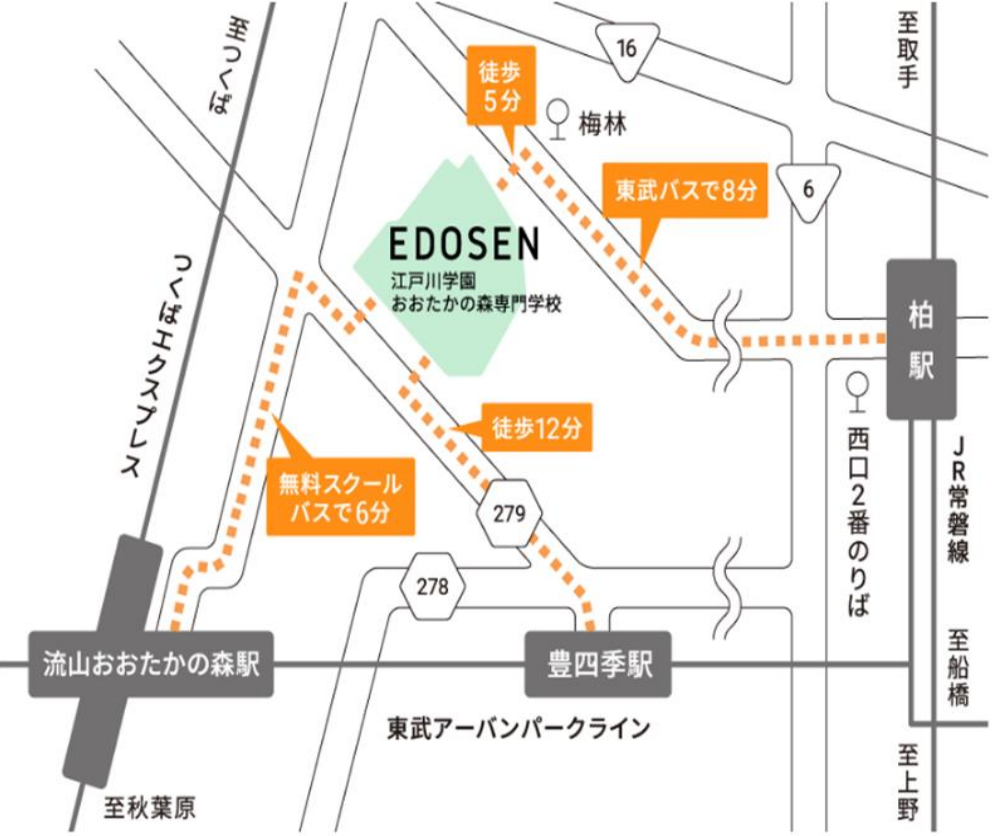 至つくば
16
至取手
徒歩
5分
梅林
東武バスで8分
6
EDOSEN
江戸川学園
おおたかの森専門学校
つくばエクスプレス
柏
駅
徒歩12分
無料スクール
バスで6分
279
278
西口2番のりば
JR常磐線
流山おおたかの森駅
豊四季駅
至船橋
東武アーバンパークライン
至上野
至秋葉原